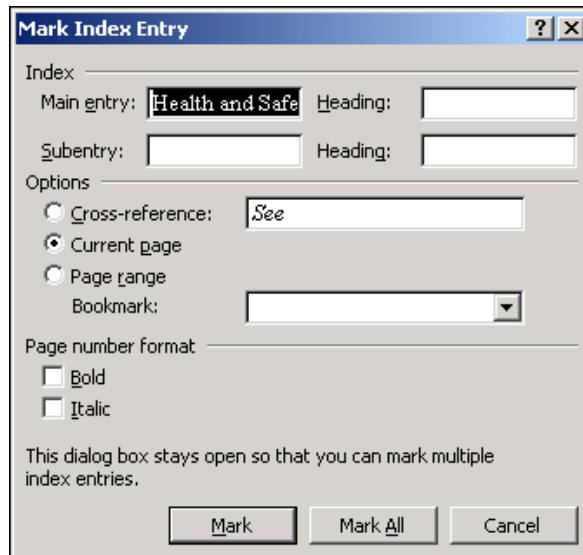 Mark Index Entry
Index
Main entry: Health and Safe Heading:
Subentry: Heading:
Options
Cross-reference: See
Current page
Page range
Bookmark:
Page number format
Bold
Italic
This dialog box stays open so that you can mark multiple
index entries.
Mark Mark All Cancel